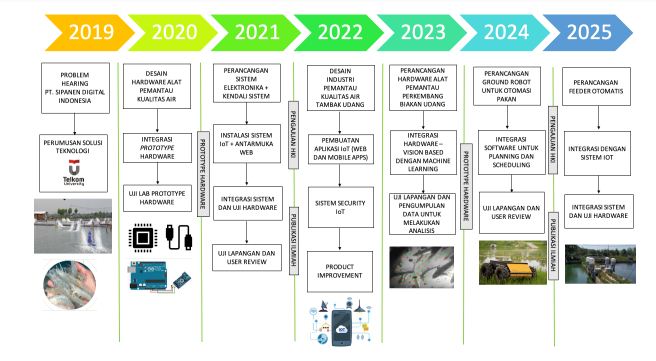 2019
2020
2021
2022
2023
2024
2025
PROBLEM
HEARING
PT. SIPANEN DIGITAL
INDONESIA
PERUMUSAN SOLUSI
TEKNOLOGI
Telkom
University
DESAIN
HARDWARE ALAT
PEMANTAU
KUALITAS AIR
INTEGRASI
PROTOTYPE
HARDWARE
UJI LAB PROTOTYPE
HARDWARE
PROTOTYPE HARDWARE
PERANCANGAN
SISTEM
ELEKTRONIKA +
KENDALI SISTEM
INSTALASI SISTEM
IoT + ANTARMUKA
WEB
INTEGRASI SISTEM
DAN UJI HARDWARE
UJI LAPANGAN DAN
USER REVIEW
PENGAJUAN HKI
PUBLIKASI ILMIAH
DESAIN
INDUSTRI
PEMANTAU
KUALITAS AIR
TAMBAK UDANG
PEMBUATAN
APLIKASI IoT (WEB
DAN MOBILE APPS)
SISTEM SECURITY
IoT
PRODUCT
IMPROVEMENT
PERANCANGAN
HARDWARE ALAT
PEMANTAU
PERKEMBANG
BIAKAN UDANG
INTEGRASI
HARDWARE –
VISION BASED
DENGAN MACHINE
LEARNING
UJI LAPANGAN DAN
PENGUMPULAN
DATA UNTUK
MELAKUKAN
ANALISIS
PROTOTYPE HARDWARE
PERANCANGAN
GROUND ROBOT
UNTUK OTOMASI
PAKAN
INTEGRASI
SOFTWARE UNTUK
PLANNING DAN
SCHEDULING
UJI LAPANGAN DAN
USER REVIEW
PENGAJUAN HKI
PUBLIKASI ILMIAH
PERANCANGAN
FEEDER OTOMATIS
INTEGRASI DENGAN
SISTEM IOT
INTEGRASI SISTEM
DAN UJI HARDWARE